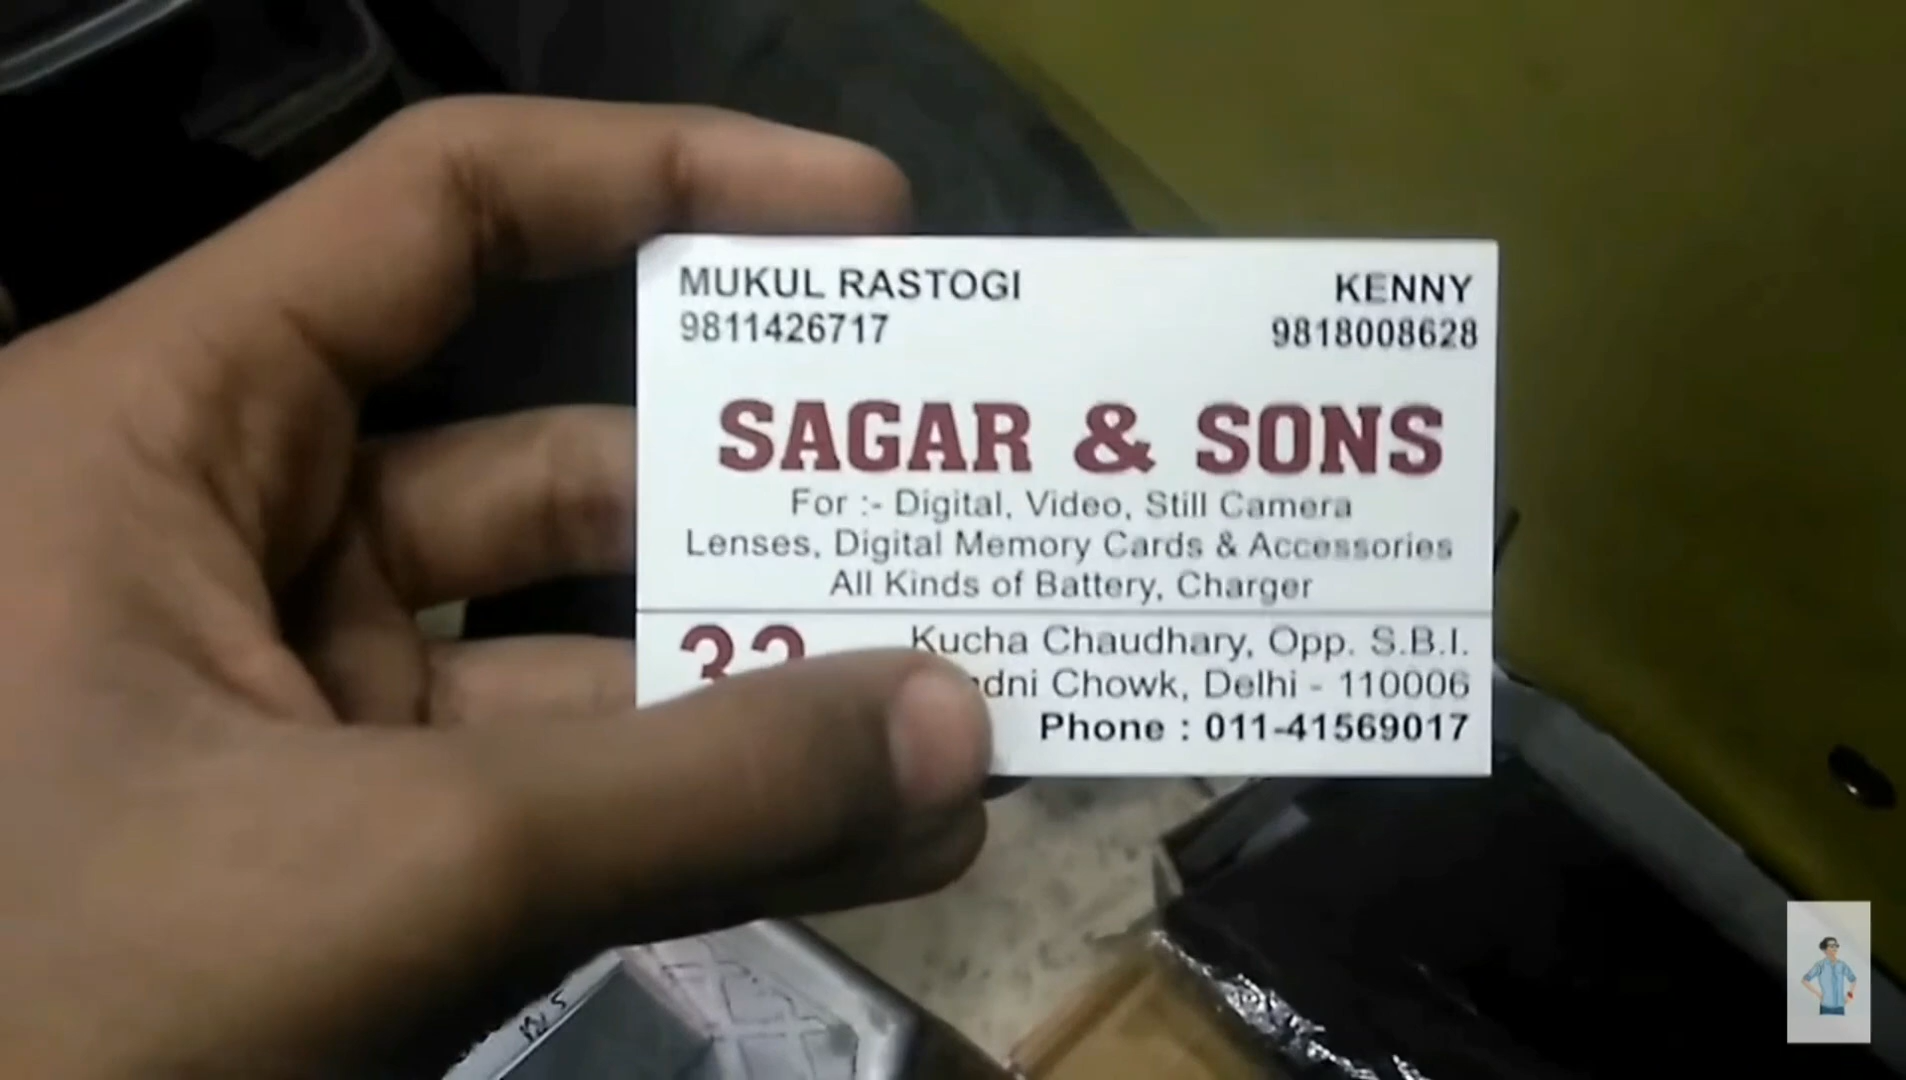 MUKUL RASTOGI
9811426717
KENNY
9818008628
SAGAR & SONS
For :- Digital, Video, Still Camera
Lenses, Digital Memory Cards & Accessories
All Kinds of Battery, Charger
Kucha Chaudhary, Opp. S.B.I.
Chowk, Delhi - 110006
Phone : 011-41569017